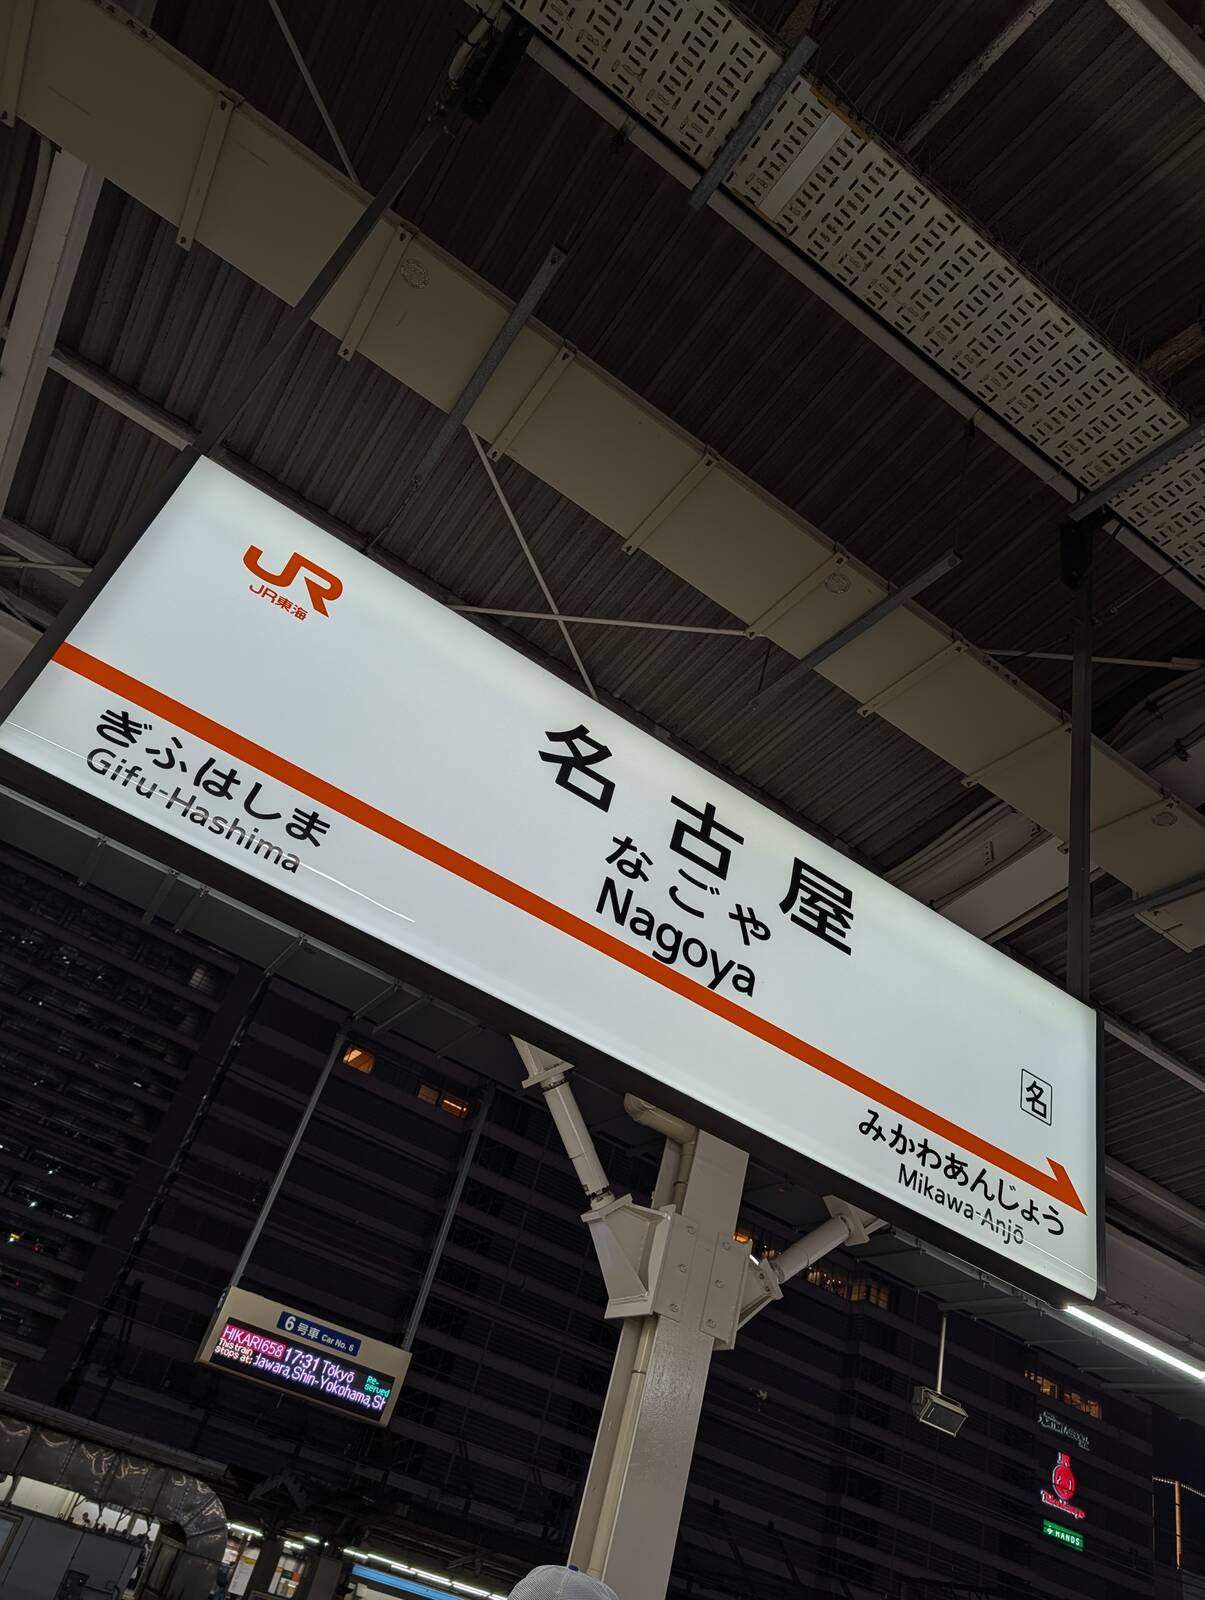 JR
JR東海
名古屋
なごや
Nagoya
ぎふはしま
Gifu-Hashima
名
みかわあんじょう
Mikawa-Anjō
6号車 Car No. 6
HIKARI658 17:31 Tōkyō
This train stops at:
dawara,Shin-Yokohama,Sh
Re-served
HANDS